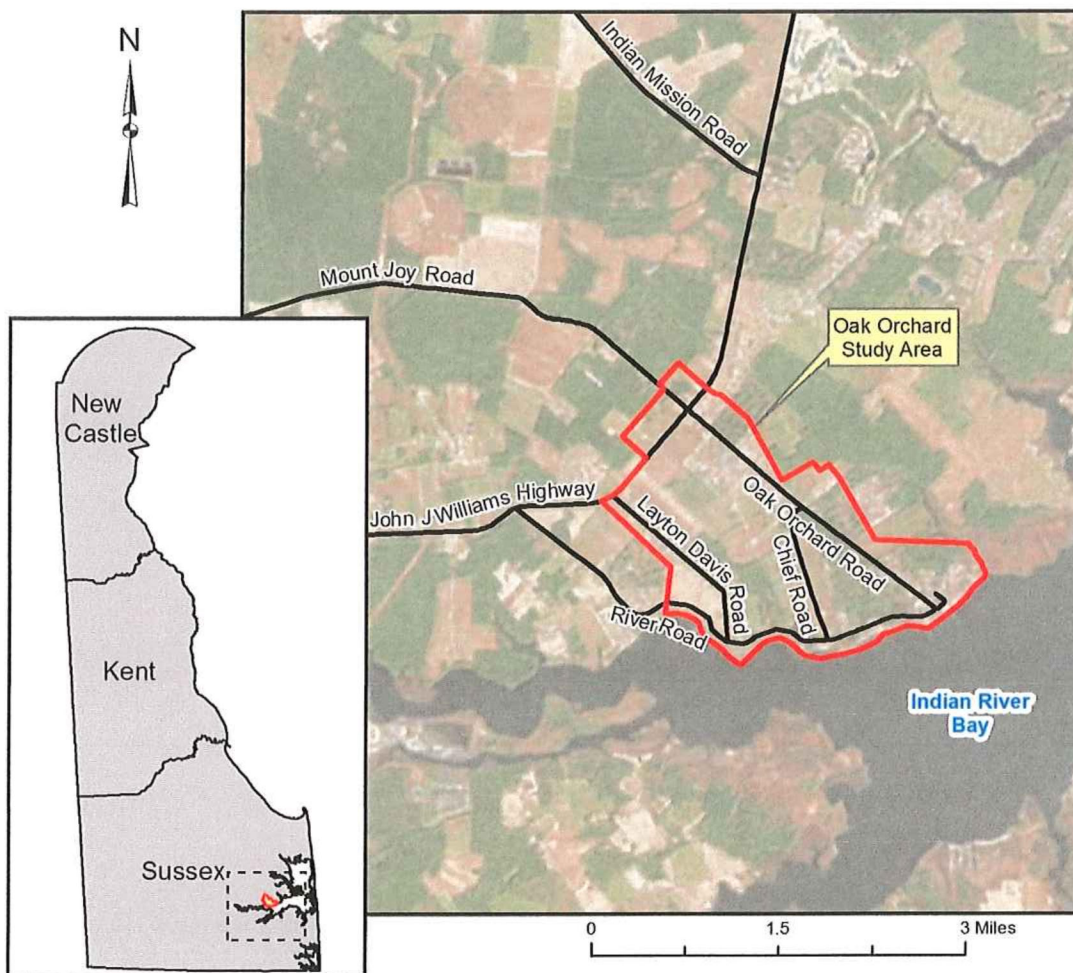 N
Indian Mission Road
Mount Joy Road
Oak Orchard
Study Area
New
Castle
John J Williams Highway
Layton Davis Road
Oak Orchard Road
Chief Road
River Road
Kent
Indian River
Bay
Sussex
0
1.5
3 Miles